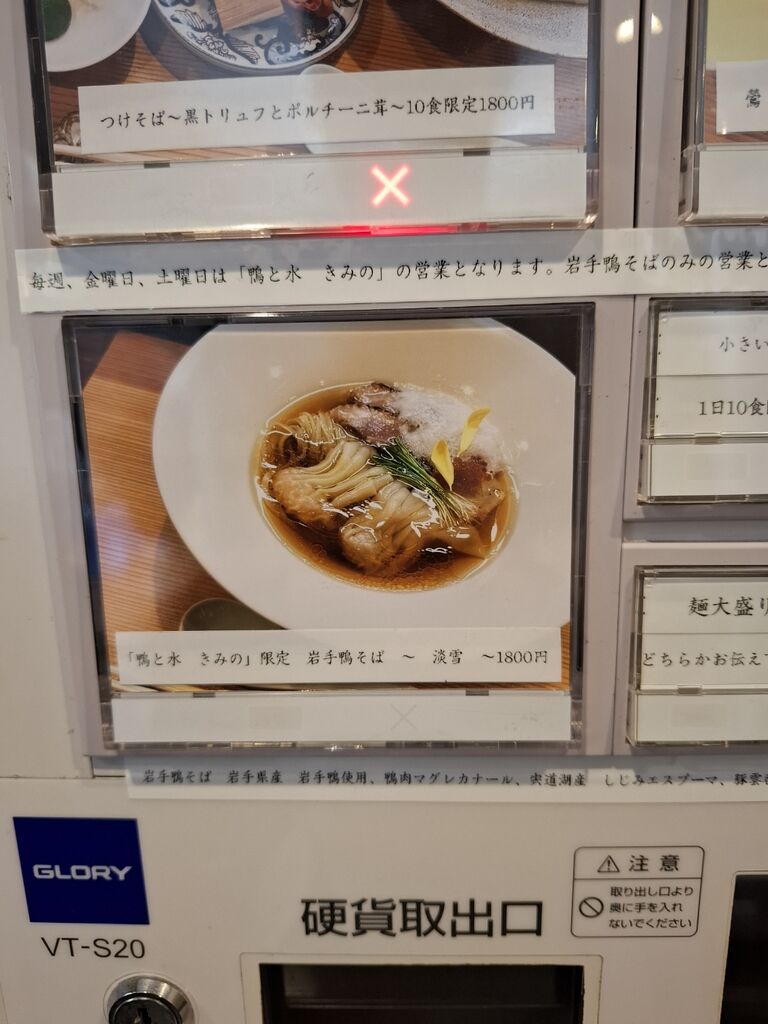 つけそば～黒トリュフとポルチーニ茸～10食限定1800円
鶯
毎週、金曜日、土曜日は「鴨と水　きみの」の営業となります。岩手鴨そばのみの営業と
小さい
1日10食
「鴨と水　きみの」限定　岩手鴨そば　～　淡雪　～1800円
麺大盛り
どちらかお伝え
岩手鴨そば　岩手県産　岩手鴨使用、鴨肉マグレカナール、宍道湖産　しじみエスプーマ、豚雲呑
GLORY
VT-S20
硬貨取出口
注意
取り出し口より
奥に手を入れ
ないでください